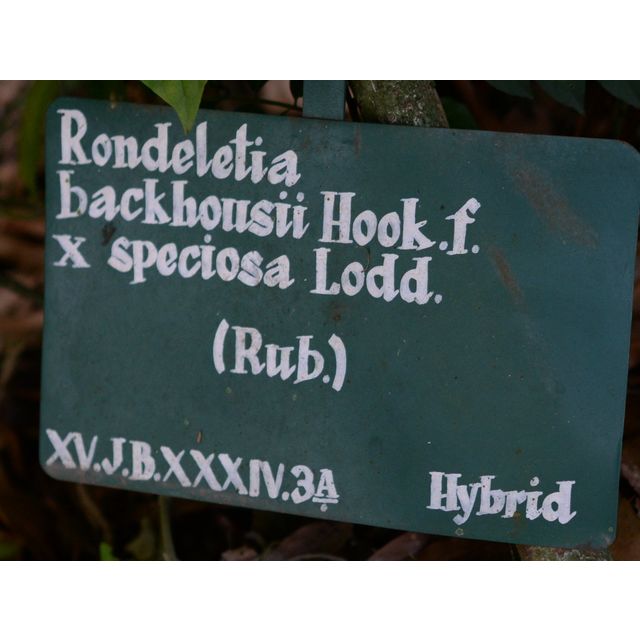 Rondeletia
backhousii Hook.f.
x speciosa Lodd.
(Rub.)
XV.J.B.XXXIV.3A
Hybrid